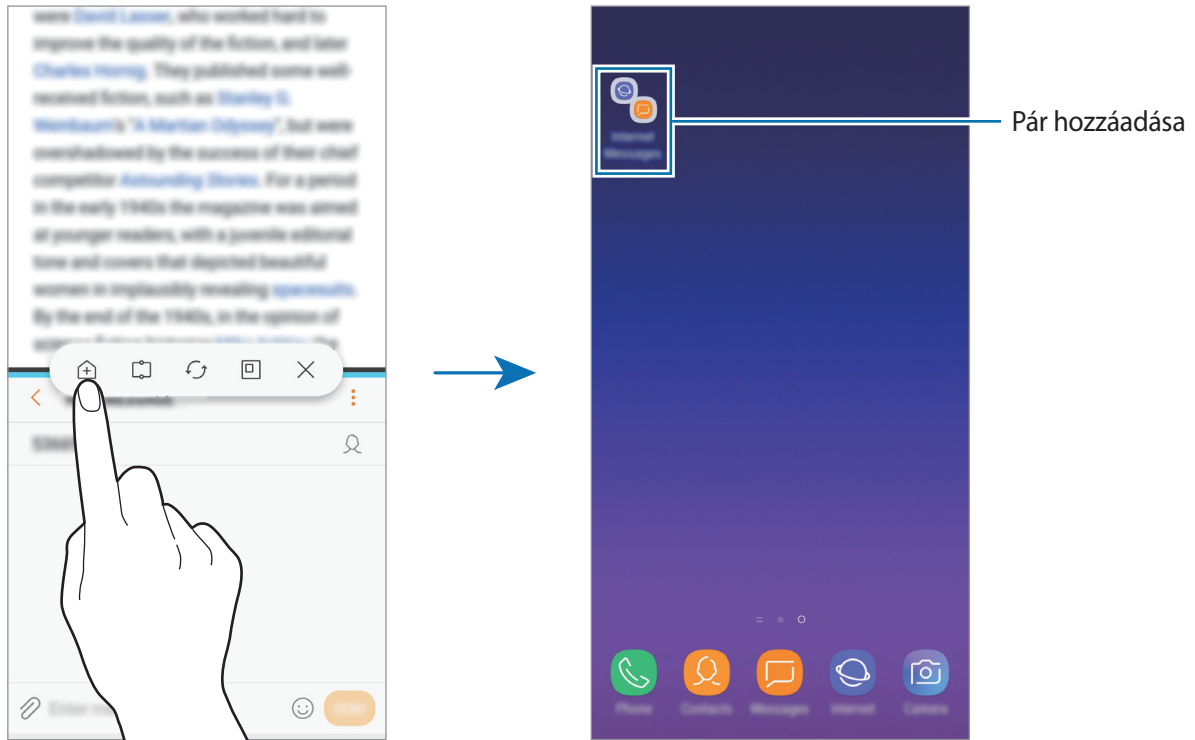 were David Lasser, who worked hard to
improve the quality of the fiction, and later
Charles Hornig. They published some well-
received fiction, such as Stanley G.
Weinbaum's "A Martian Odyssey", but were
overshadowed by the success of their chief
competitor Astounding Stories. For a period
in the early 1940s the magazine was aimed
at younger readers, with a juvenile editorial
tone and covers that depicted beautiful
women in implausibly revealing spacesuits.
By the end of the 1940s, in the opinion of
Internet
Messages
Pár hozzáadása
Phone
Contacts
Messages
Internet
Camera